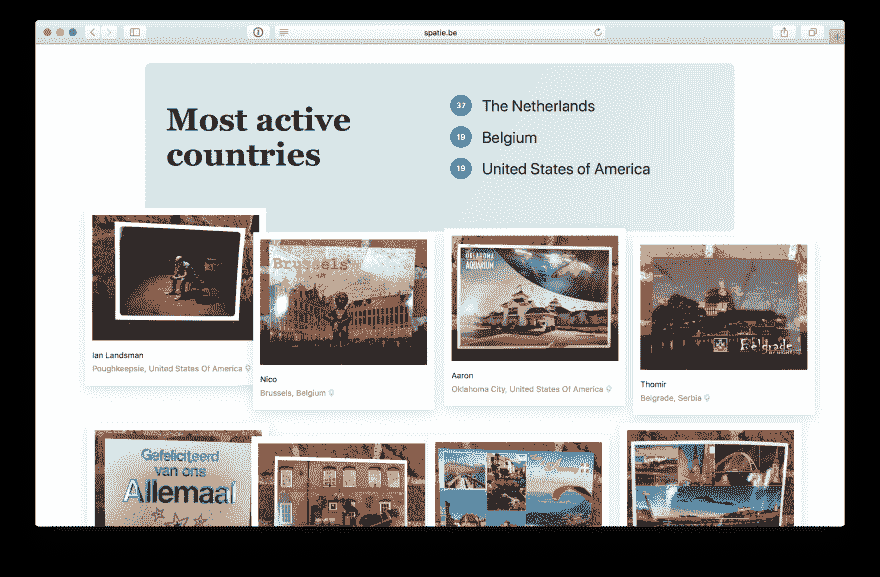 spatie.be
Most active
countries
37 The Netherlands
19 Belgium
19 United States of America
Ian Landsman
Poughkeepsie, United States Of America
Brussels
Nico
Brussels, Belgium
OKLAHOMA
AQUARIUM
Aaron
Oklahoma City, United States Of America
Belgrade
Thomir
Belgrade, Serbia
Gefeliciteerd
van ons
Allemaal